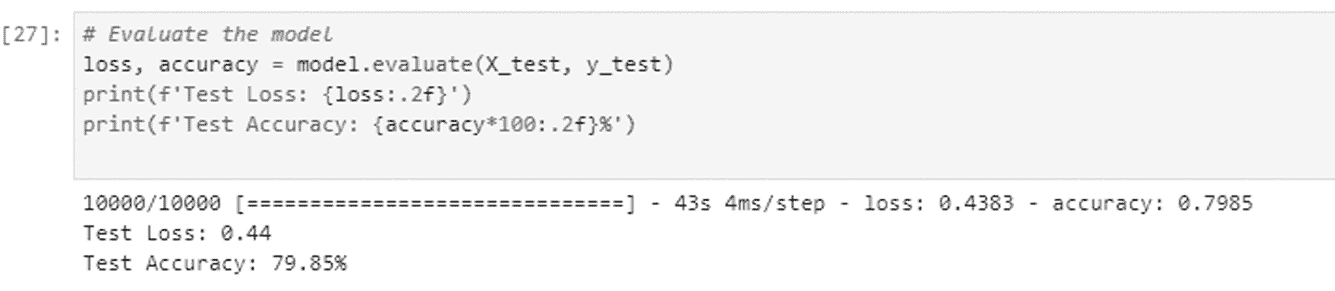 [27]: # Evaluate the model
loss, accuracy = model.evaluate(X_test, y_test)
print(f'Test Loss: {loss:.2f}')
print(f'Test Accuracy: {accuracy*100:.2f}%')
10000/10000 [==============================] - 43s 4ms/step - loss: 0.4383 - accuracy: 0.7985
Test Loss: 0.44
Test Accuracy: 79.85%